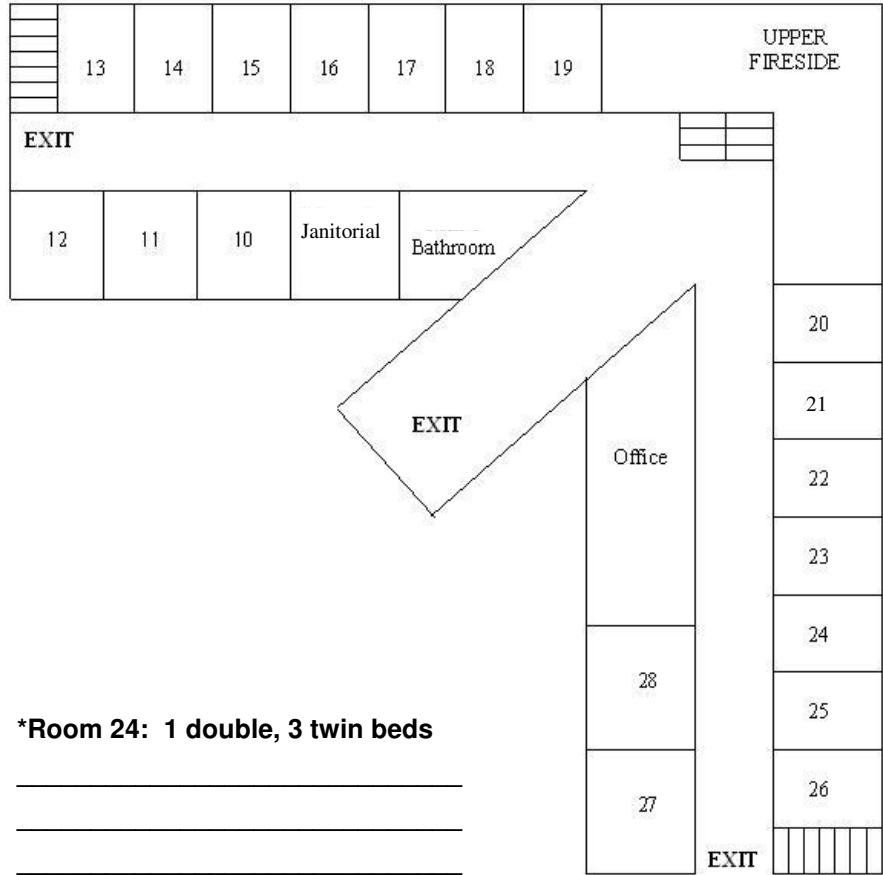 13 14 15 16 17 18 19
UPPER
FIRESIDE
EXIT
12 11 10 Janitorial Bathroom
20
21
EXIT
Office
22
23
24
28
25
*Room 24: 1 double, 3 twin beds
26
27
EXIT